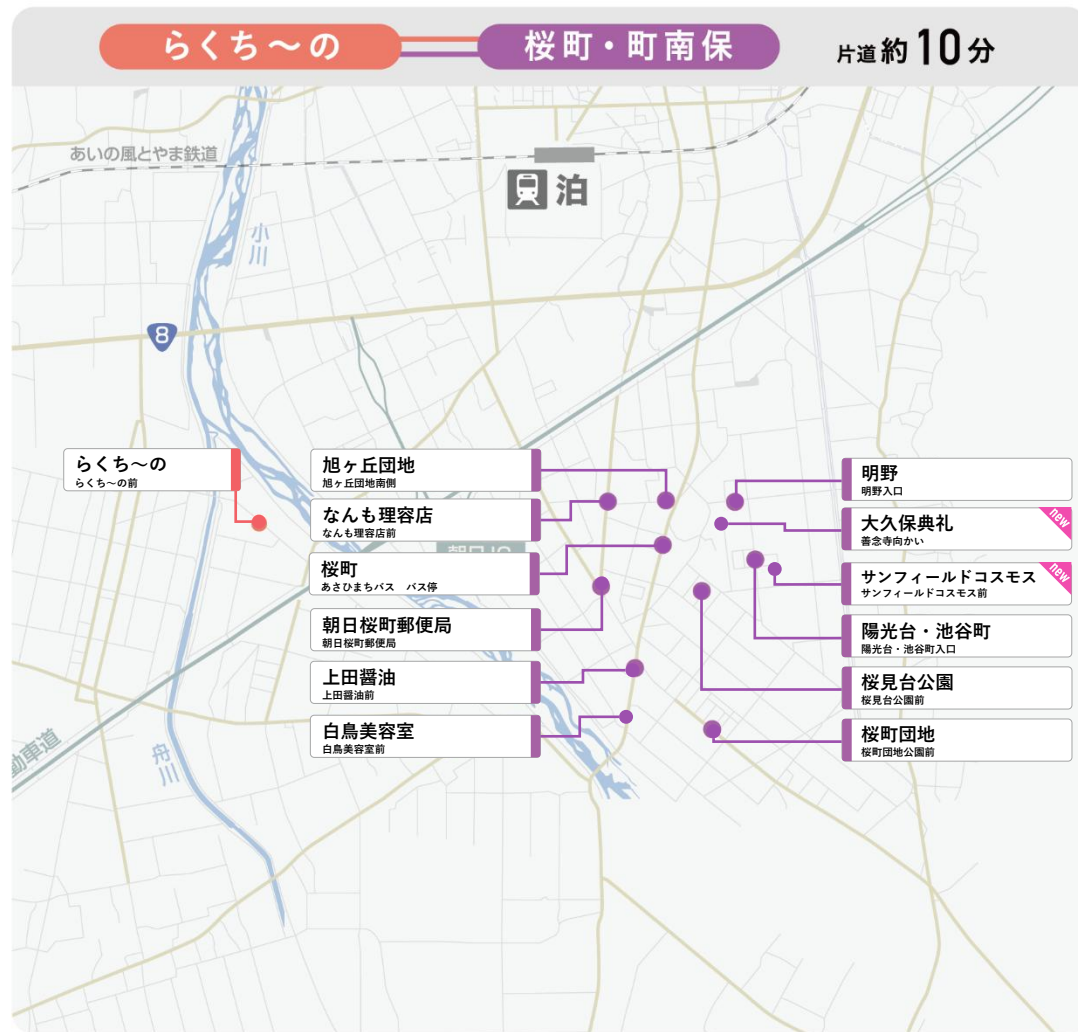 らくち～の
桜町・町南保
片道約10分
あいの風とやま鉄道
泊
小川
8
らくち～の
らくち～の前
旭ヶ丘団地
旭ヶ丘団地南側
なんも理容店
なんも理容店前
桜町
あさひまちバス　バス停
朝日桜町郵便局
朝日桜町郵便局
上田醤油
上田醤油前
白鳥美容室
白鳥美容室前
明野
明野入口
大久保典礼
善念寺向かい
new
サンフィールドコスモス
サンフィールドコスモス前
new
陽光台・池谷町
陽光台・池谷町入口
桜見台公園
桜見台公園前
桜町団地
桜町団地公園前
動車道
舟川